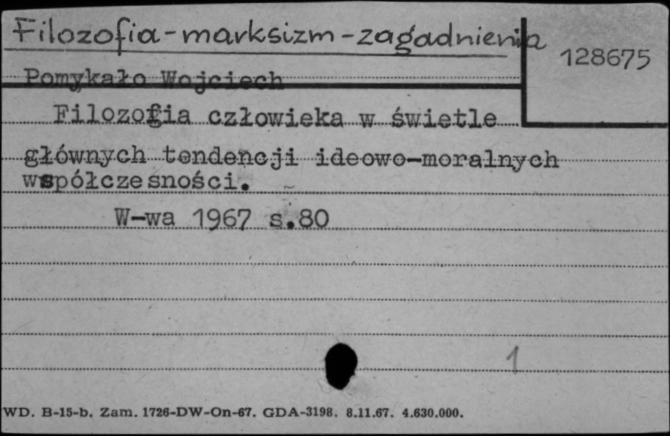 Filozofia-marksizm-zagadnienia
128675
Pomykało Wojciech
Filozofia człowieka w świetle
głównych tendencji ideowo-moralnych
współczesności.
W-wa 1967 s.80
1
WD. B-15-b. Zam. 1726-DW-On-67. GDA-3198. 8.11.67. 4.630.000.